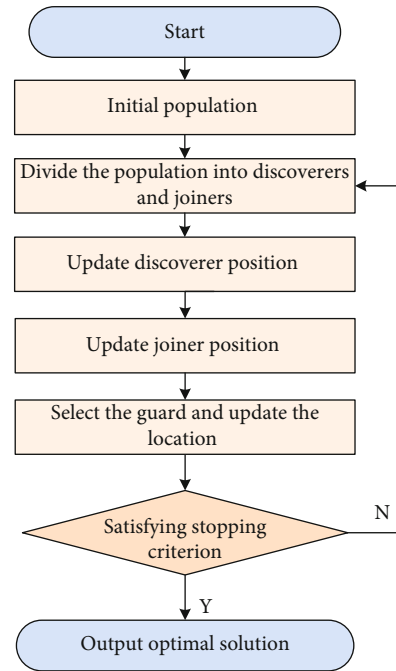 Start
Initial population
Divide the population into discoverers
and joiners
Update discoverer position
Update joiner position
Select the guard and update the
location
Satisfying stopping
criterion
N
Y
Output optimal solution